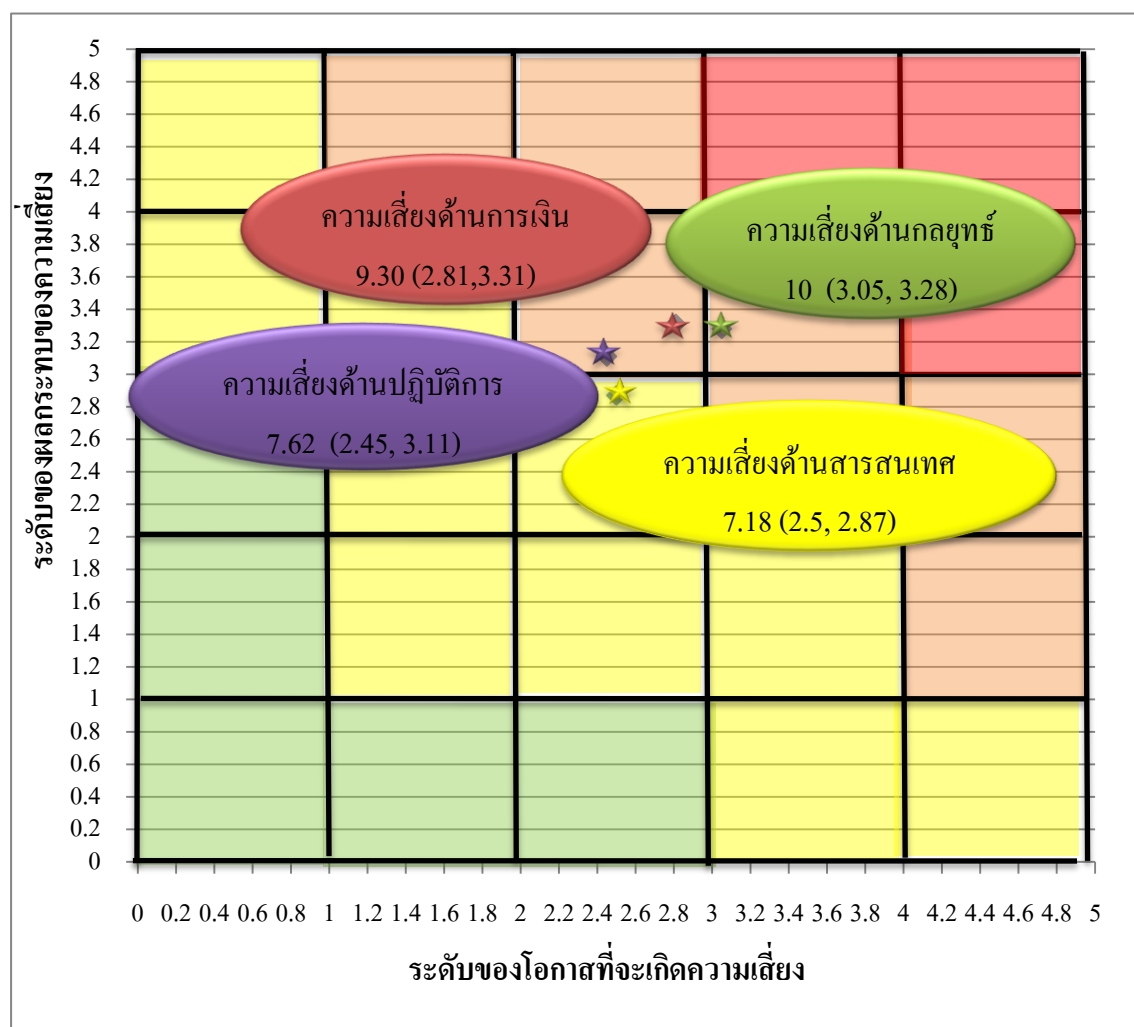 ระดับของผลกระทบของความเสี่ยง
5
4.8
4.6
4.4
4.2
4
3.8
3.6
3.4
3.2
3
2.8
2.6
2.4
2.2
2
1.8
1.6
1.4
1.2
1
0.8
0.6
0.4
0.2
0
ความเสี่ยงด้านการเงิน
9.30 (2.81,3.31)
ความเสี่ยงด้านกลยุทธ์
10 (3.05, 3.28)
ความเสี่ยงด้านปฏิบัติการ
7.62 (2.45, 3.11)
ความเสี่ยงด้านสารสนเทศ
7.18 (2.5, 2.87)
0 0.2 0.4 0.6 0.8 1 1.2 1.4 1.6 1.8 2 2.2 2.4 2.6 2.8 3 3.2 3.4 3.6 3.8 4 4.2 4.4 4.6 4.8 5
ระดับของโอกาสที่จะเกิดความเสี่ยง